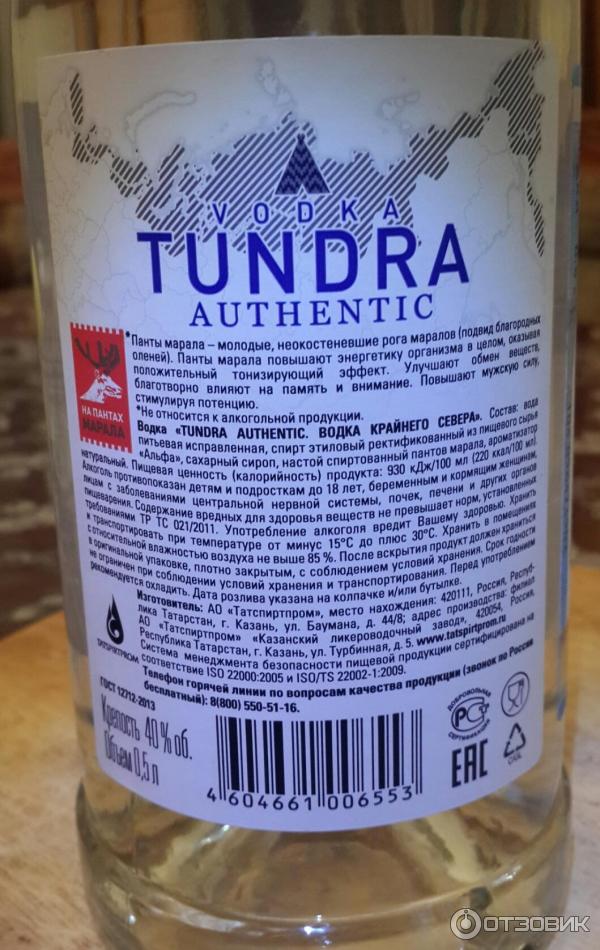 VODKA
TUNDRA
AUTHENTIC
*Панты марала – молодые, неокостеневшие рога маралов (подвид благородных
оленей). Панты марала повышают энергетику организма в целом, оказывая
положительный тонизирующий эффект. Улучшают обмен веществ,
благотворно влияют на память и внимание. Повышают мужскую силу,
стимулируя потенцию.
*Не относится к алкогольной продукции.
НА ПАНТАХ
МАРАЛА
Водка «TUNDRA AUTHENTIC. ВОДКА КРАЙНЕГО СЕВЕРА». Состав: вода
питьевая исправленная, спирт этиловый ректификованный из пищевого сырья
«Альфа», сахарный сироп, настой спиртованный пантов марала, ароматизатор
натуральный. Пищевая ценность (калорийность) продукта: 930 кДж/100 мл (220 ккал/100 мл).
Алкоголь противопоказан детям и подросткам до 18 лет, беременным и кормящим женщинам,
лицам с заболеваниями центральной нервной системы, почек, печени и других органов
пищеварения. Содержание вредных для здоровья веществ не превышает норм, установленных
требованиями ТР ТС 021/2011. Употребление алкоголя вредит Вашему здоровью. Хранить
и транспортировать при температуре от минус 15°С до плюс 30°С. Хранить в помещениях
с относительной влажностью воздуха не выше 85 %. После вскрытия продукт должен храниться
в оригинальной упаковке, плотно закрытым, с соблюдением условий хранения. Срок годности
не ограничен при соблюдении условий хранения и транспортирования. Перед употреблением
рекомендуется охладить. Дата розлива указана на колпачке и/или бутылке.
Изготовитель: АО «Татспиртпром», место нахождения: 420111, Россия, Респуб-
лика Татарстан, г. Казань, ул. Баумана, д. 44/8; адрес производства: филиал
АО «Татспиртпром» «Казанский ликероводочный завод», 420054, Россия,
Республика Татарстан, г. Казань, ул. Турбинная, д. 5. www.tatspirtprom.ru
Система менеджмента безопасности пищевой продукции сертифицирована на
соответствие ISO 22000:2005 и ISO/TS 22002-1:2009.
Телефон горячей линии по вопросам качества продукции (звонок по России
бесплатный): 8(800) 550-51-16.
ТАТСПИРТПРОМ
ГОСТ 12712-2013
Крепость 40% об.
Объем 0,5 л
4 604661 006553
ДОБРОВОЛЬНАЯ
РСТ
СЕРТИФИКАЦИЯ
EAC
ОТЗОВИК